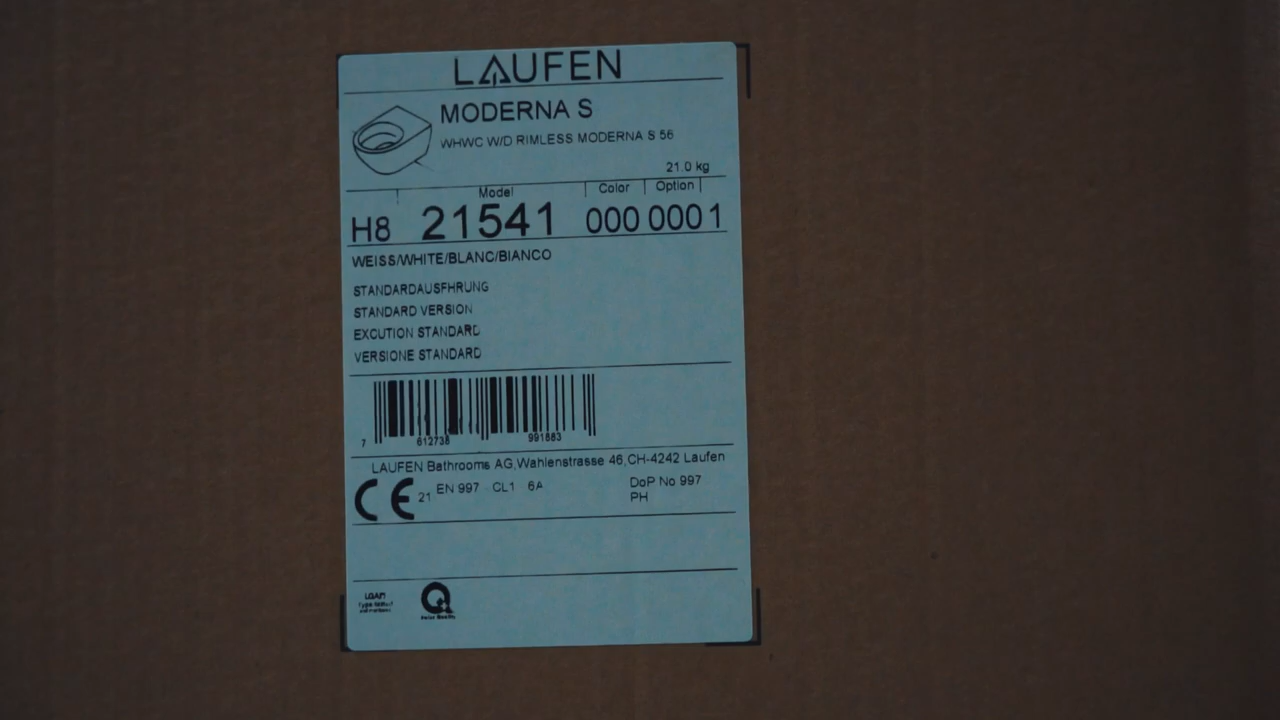 LAUFEN
MODERNA S
WHWC W/D RIMLESS MODERNA S 56
21.0 kg
Model Color Option
H8 21541 000 000 1
WEISS/WHITE/BLANC/BIANCO
STANDARDAUSFHRUNG
STANDARD VERSION
EXCUTION STANDARD
VERSIONE STANDARD
7 612738 991883
LAUFEN Bathrooms AG,Wahlenstrasse 46,CH-4242 Laufen
CE 21 EN 997 CL1 6A DoP No 997
PH